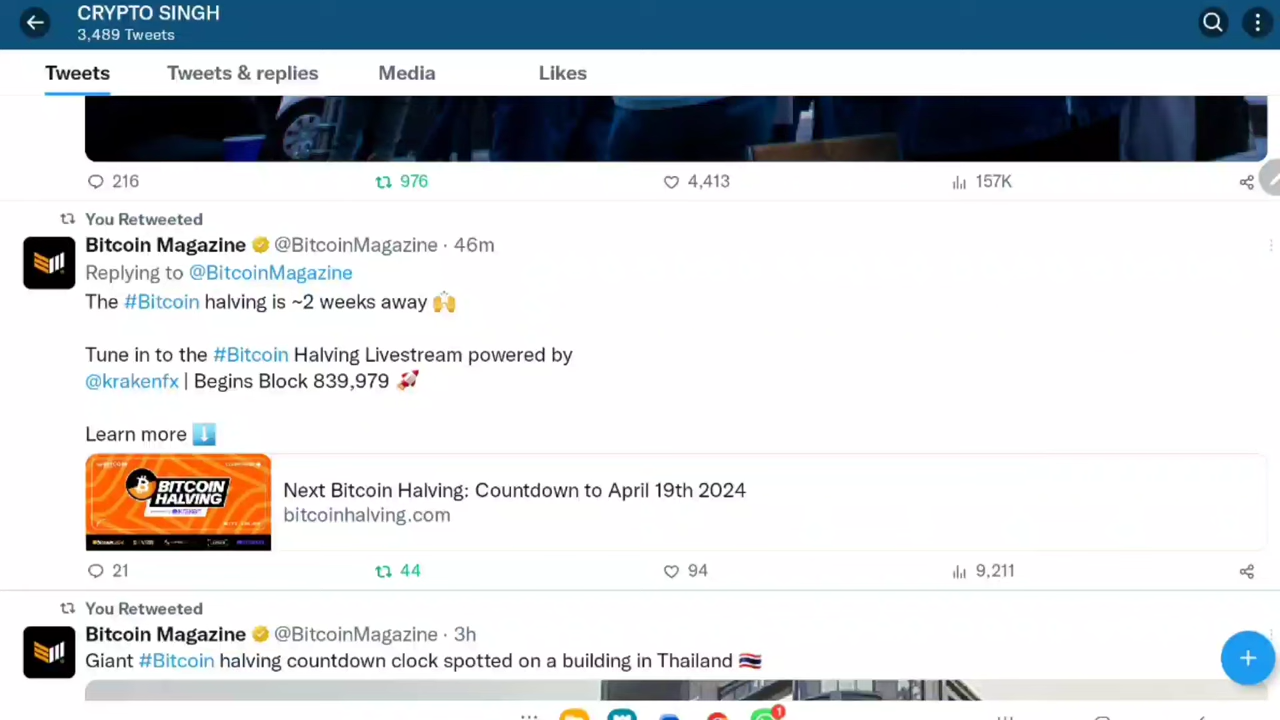 CRYPTO SINGH
3,489 Tweets
Tweets
Tweets & replies
Media
Likes
216
976
4,413
157K
You Retweeted
Bitcoin Magazine @BitcoinMagazine · 46m
Replying to @BitcoinMagazine
The #Bitcoin halving is ~2 weeks away 🙌
Tune in to the #Bitcoin Halving Livestream powered by
@krakenfx | Begins Block 839,979 🚀
Learn more ⬇️
BITCOIN
HALVING
Next Bitcoin Halving: Countdown to April 19th 2024
bitcoinhalving.com
21
44
94
9,211
You Retweeted
Bitcoin Magazine @BitcoinMagazine · 3h
Giant #Bitcoin halving countdown clock spotted on a building in Thailand 🇹🇭
1